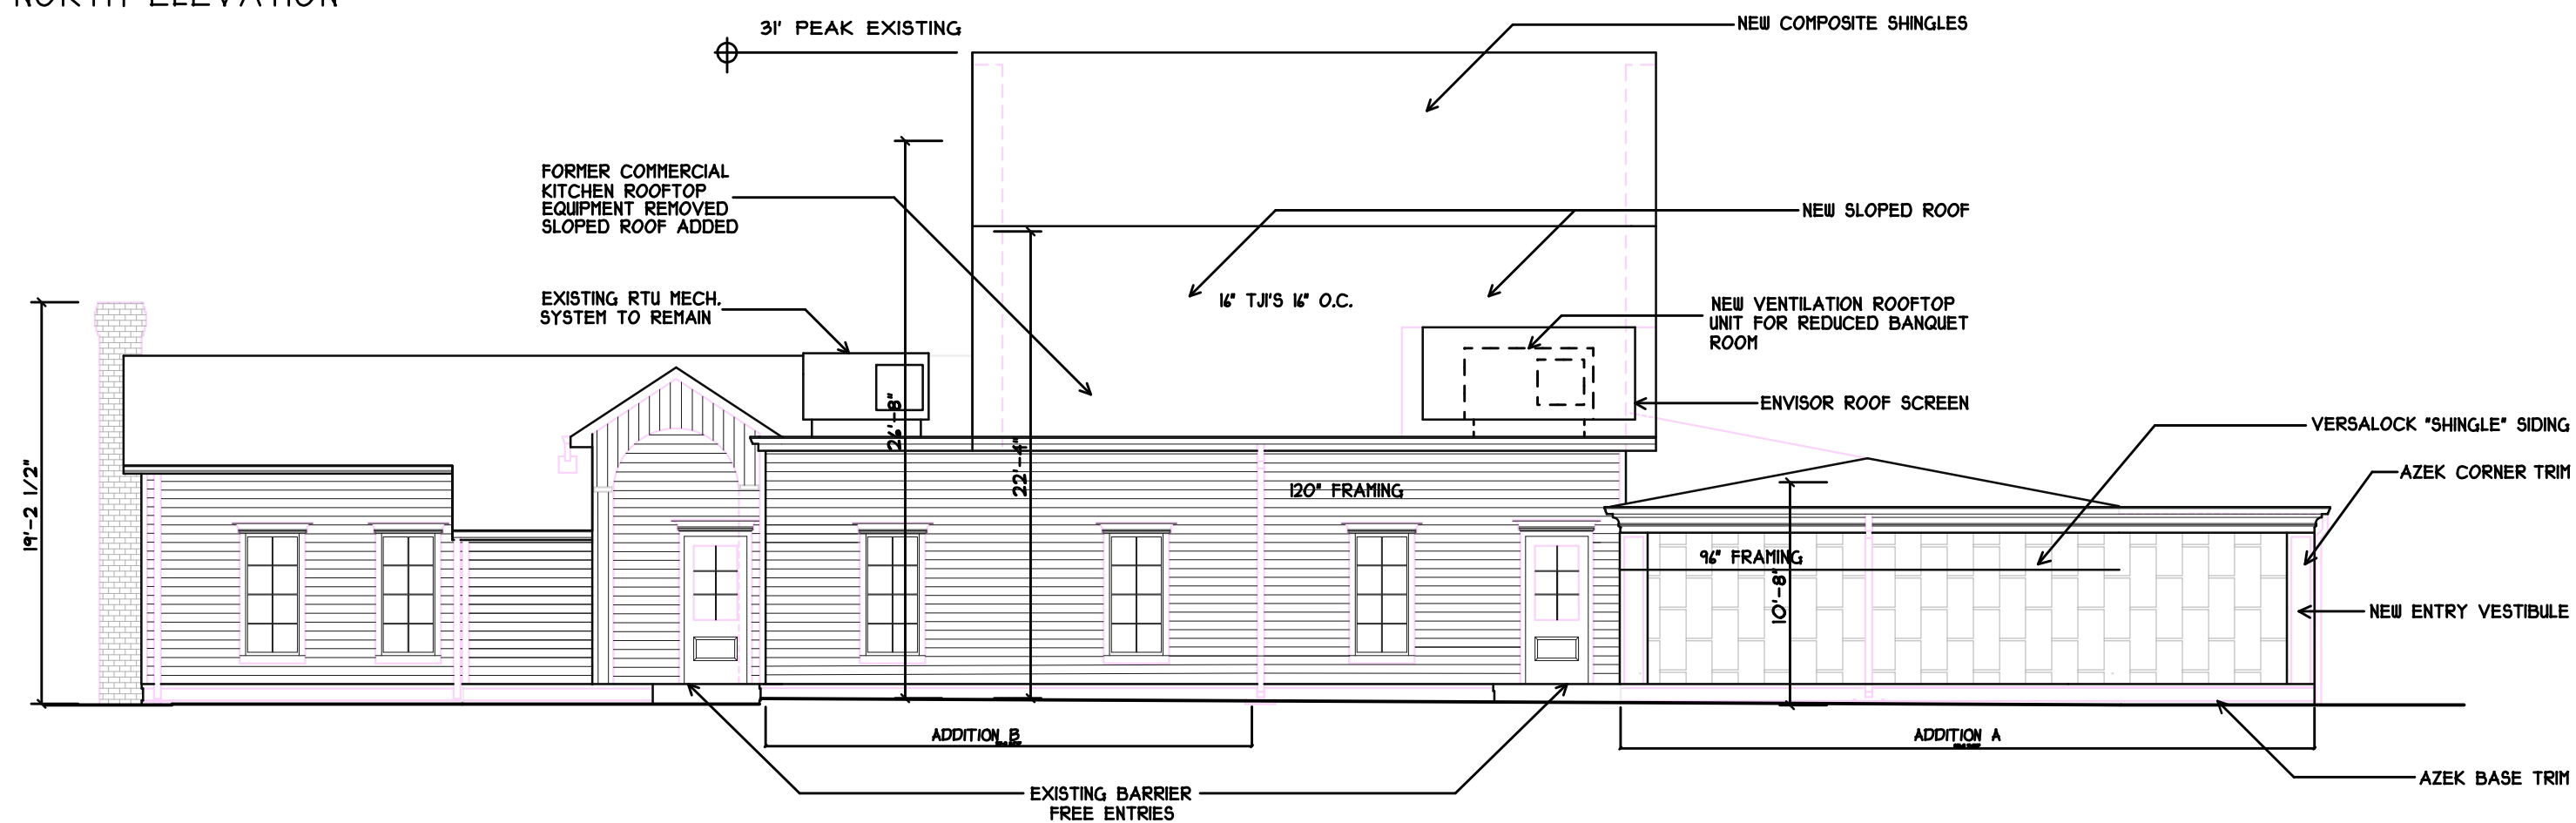 NORTH ELEVATION
31' PEAK EXISTING
NEW COMPOSITE SHINGLES
FORMER COMMERCIAL
KITCHEN ROOFTOP
EQUIPMENT REMOVED
SLOPED ROOF ADDED
NEW SLOPED ROOF
EXISTING RTU MECH.
SYSTEM TO REMAIN
16" TJI'S 16" O.C.
NEW VENTILATION ROOFTOP
UNIT FOR REDUCED BANQUET
ROOM
ENVISOR ROOF SCREEN
VERSALOCK "SHINGLE" SIDING
AZEK CORNER TRIM
19'-2 1/2"
26'-8"
22'-4"
120" FRAMING
96" FRAMING
10'-8"
NEW ENTRY VESTIBULE
ADDITION B
ADDITION A
AZEK BASE TRIM
EXISTING BARRIER
FREE ENTRIES